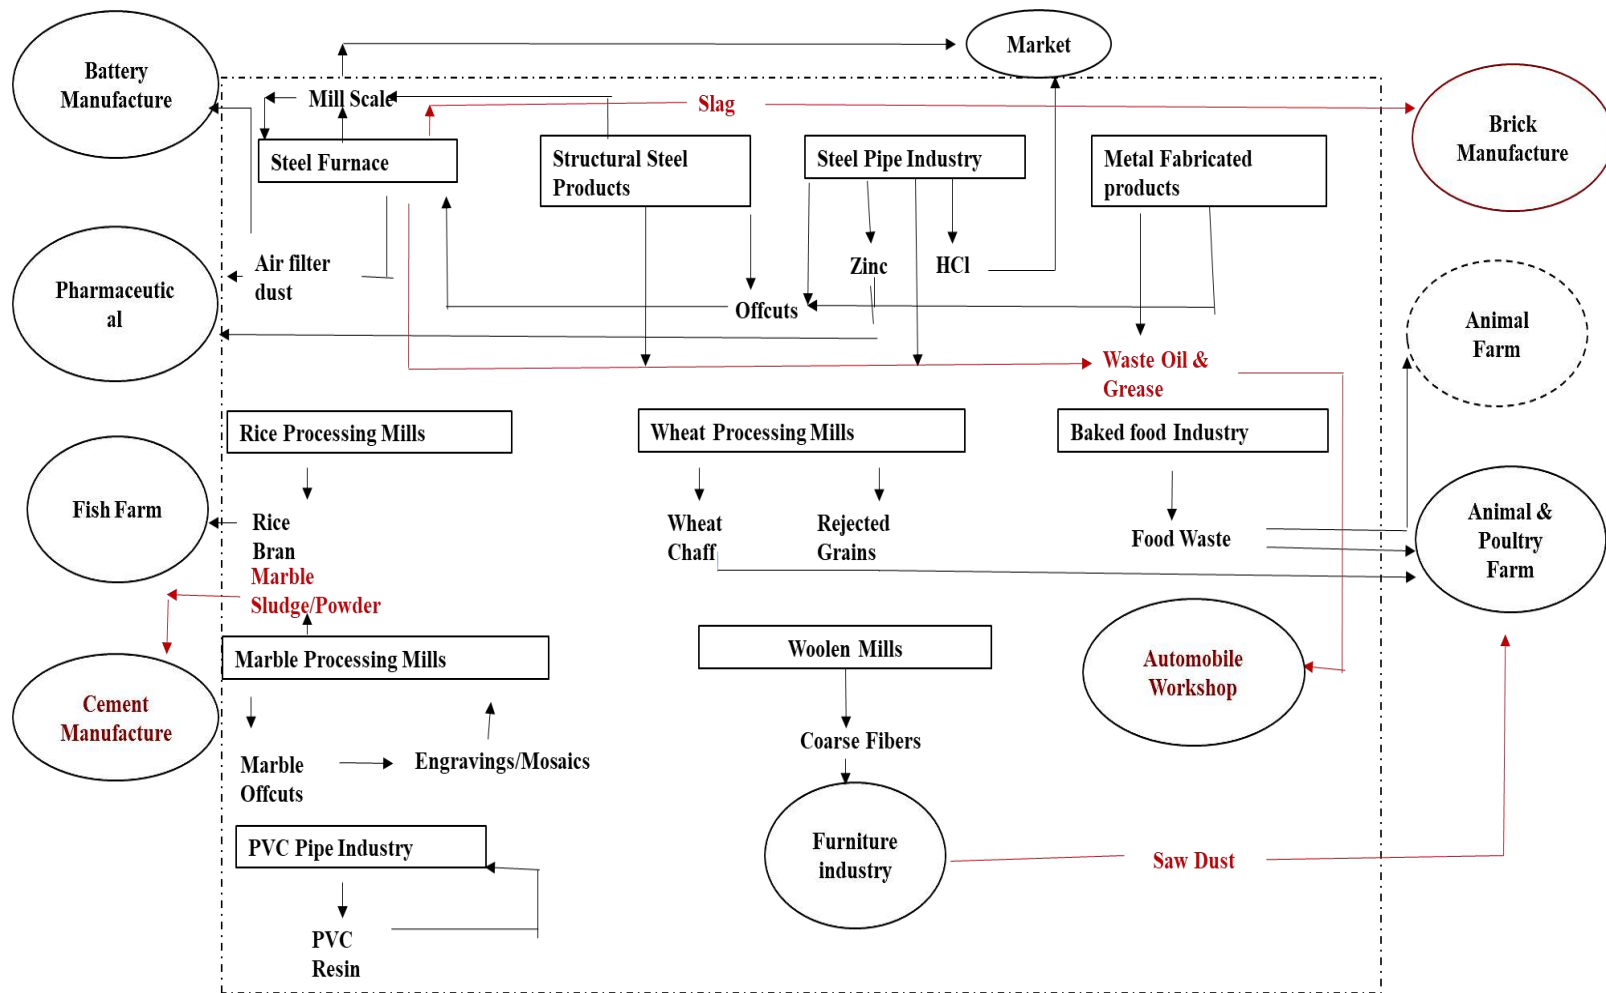 Market
Battery
Manufacture
Mill Scale
Slag
Brick
Manufacture
Steel Furnace
Structural Steel
Products
Steel Pipe Industry
Metal Fabricated
products
Air filter
dust
Zinc
HCl
Pharmaceutic
al
Offcuts
Animal
Farm
Waste Oil &
Grease
Rice Processing Mills
Wheat Processing Mills
Baked food Industry
Fish Farm
Rice
Bran
Wheat
Chaff
Rejected
Grains
Food Waste
Animal &
Poultry
Farm
Marble
Sludge/Powder
Marble Processing Mills
Woolen Mills
Automobile
Workshop
Cement
Manufacture
Marble
Offcuts
Engravings/Mosaics
Coarse Fibers
PVC Pipe Industry
Furniture
industry
Saw Dust
PVC
Resin